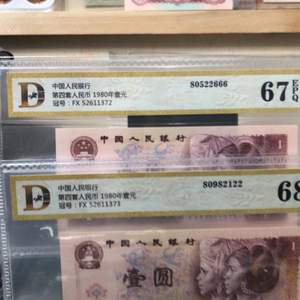 D
中国人民银行
第四套人民币 1980年壹元
冠号: FX 52611372
80522666
67 EPQ
中国人民银行
D
中国人民银行
第四套人民币 1980年壹元
冠号: FX 52611373
80982122
68
中国人民银行
壹圆